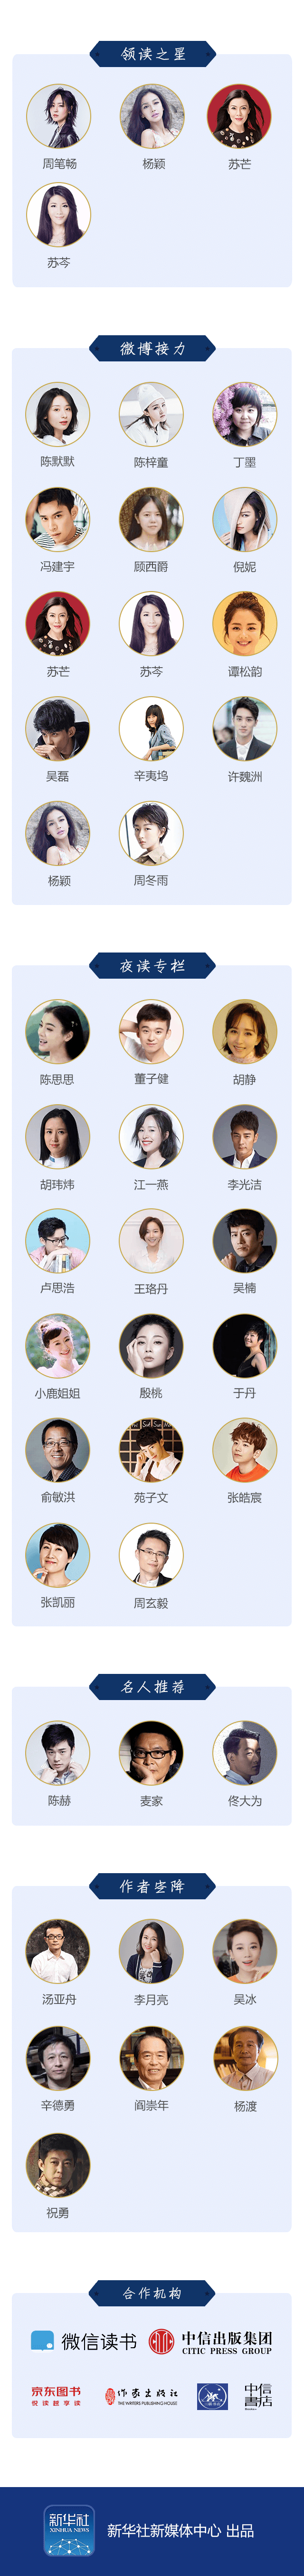 领读之星
周笔畅 杨颖 苏芒
苏芩
微博接力
陈默默 陈梓童 丁墨
冯建宇 顾西爵 倪妮
苏芒 苏芩 谭松韵
吴磊 辛夷坞 许魏洲
杨颖 周冬雨
夜读专栏
陈思思 董子健 胡静
胡玮炜 江一燕 李光洁
卢思浩 王珞丹 吴楠
小鹿姐姐 殷桃 于丹
俞敏洪 苑子文 张皓宸
张凯丽 周玄毅
名人推荐
陈赫 麦家 佟大为
作者空降
汤亚舟 李月亮 吴冰
辛德勇 阎崇年 杨渡
祝勇
合作机构
微信读书 中信出版集团
CITIC PRESS GROUP
京东图书 作家出版社 中信書店
悦读越享读 THE WRITERS PUBLISHING HOUSE
新华社
XINHUA NEWS
新华社新媒体中心 出品